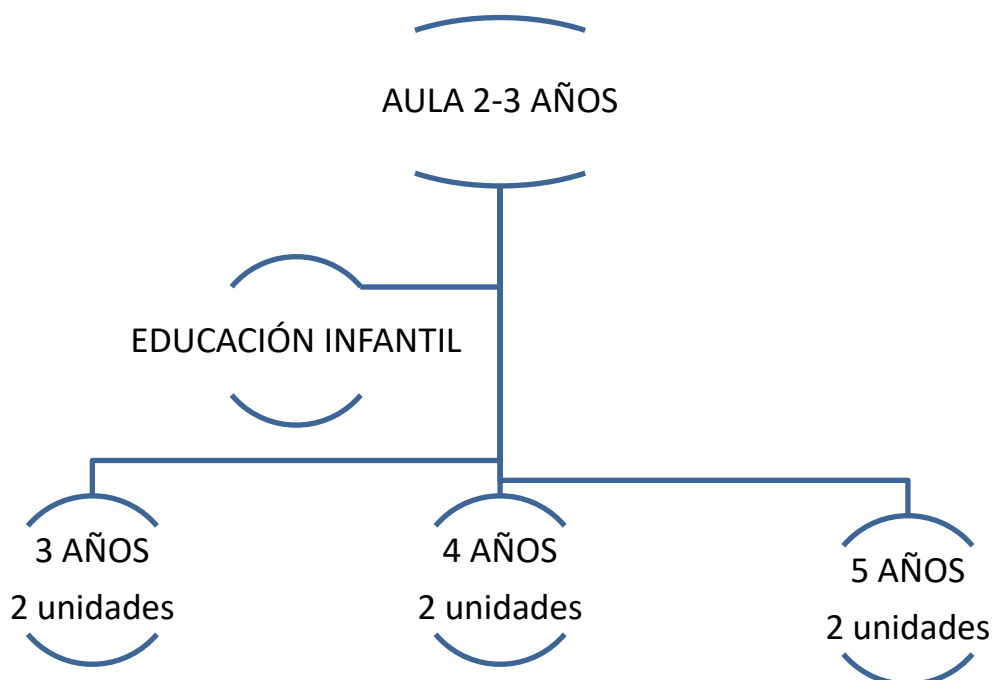 AULA 2-3 AÑOS
EDUCACIÓN INFANTIL
3 AÑOS
2 unidades
4 AÑOS
2 unidades
5 AÑOS
2 unidades